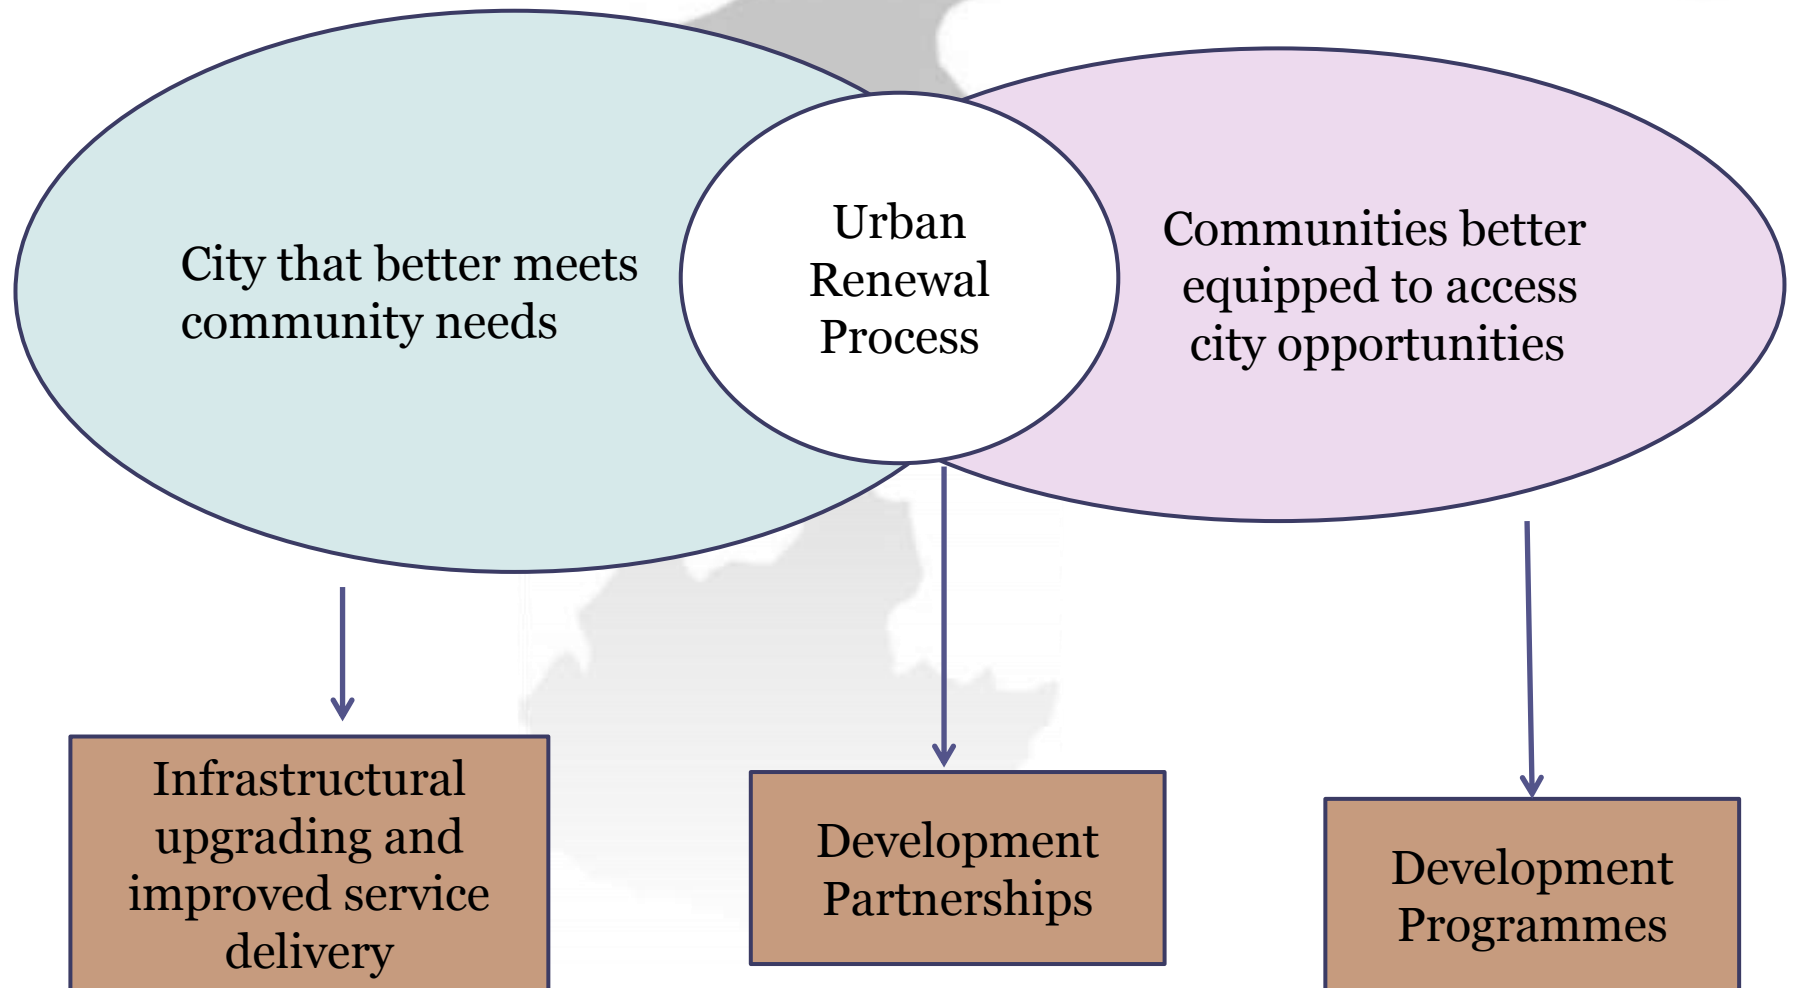 City that better meets
community needs
Urban
Renewal
Process
Communities better
equipped to access
city opportunities
Infrastructural
upgrading and
improved service
delivery
Development
Partnerships
Development
Programmes